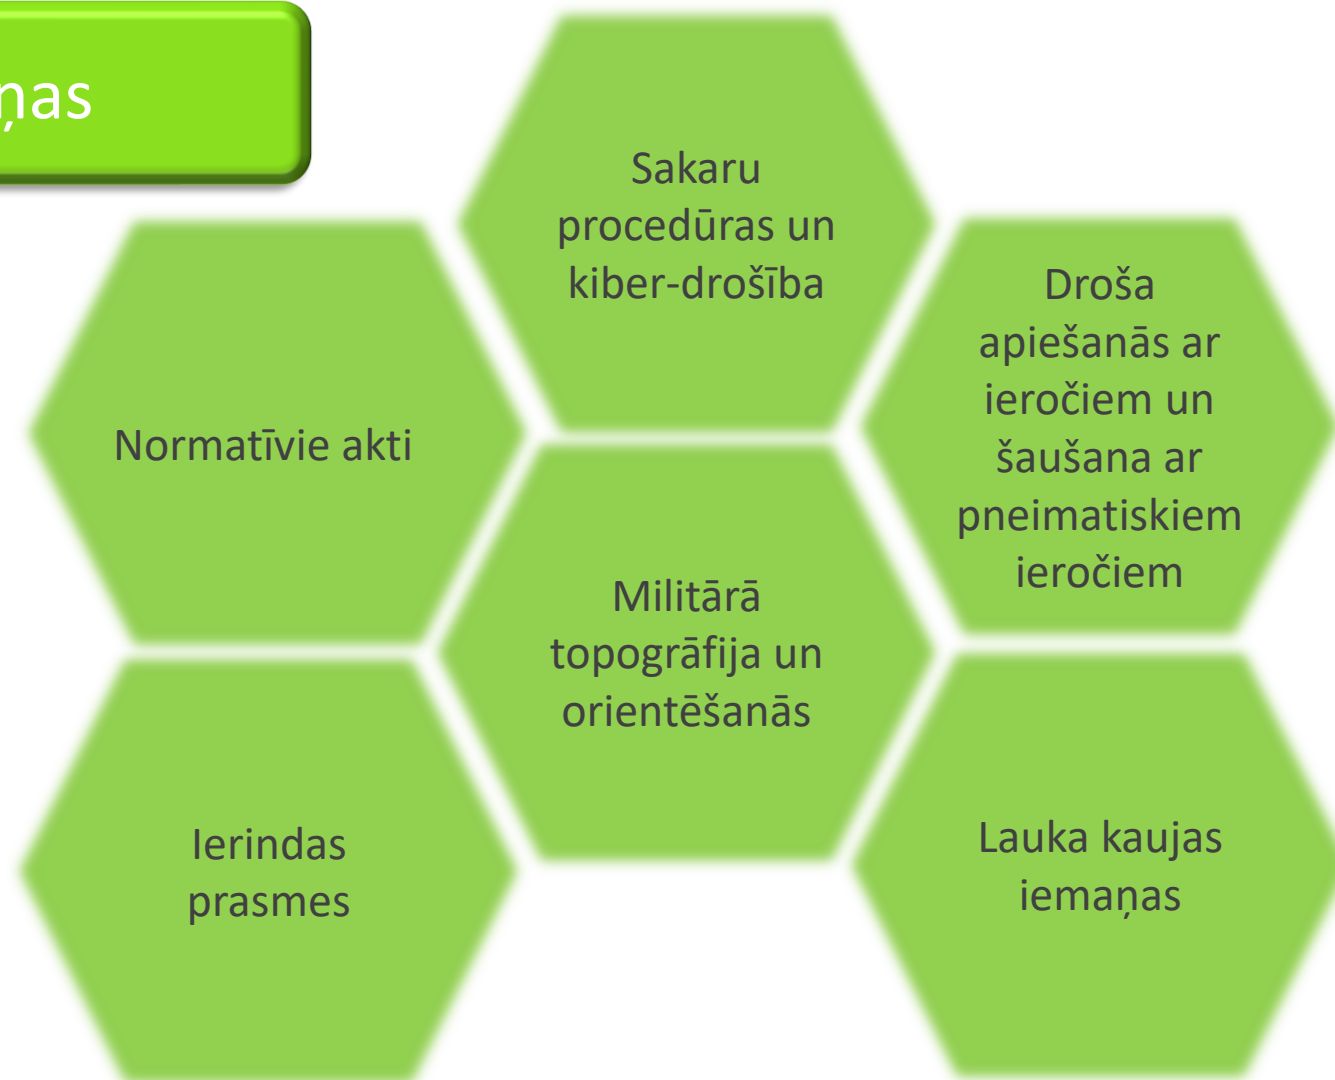 ņas
Sakaru
procedūras un
kiber-drošība
Normatīvie akti
Droša
apiešanās ar
ieročiem un
šaušana ar
pneimatiskiem
ieročiem
Militārā
topogrāfija un
orientēšanās
Ierindas
prasmes
Lauka kaujas
iemaņas